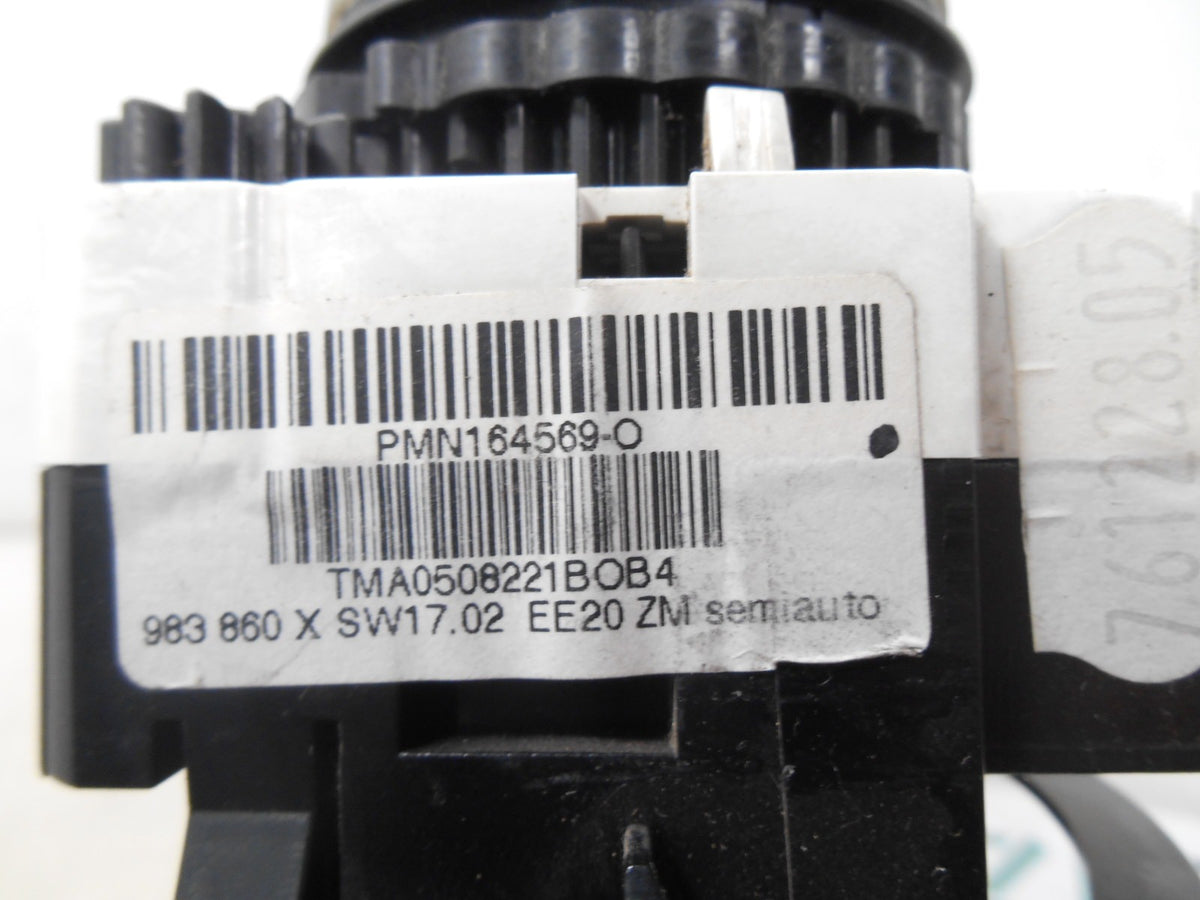 PMN164569-O
TMA0508221BOB4
983 860 X SW17.02 EE20 ZM semiauto
761228.05